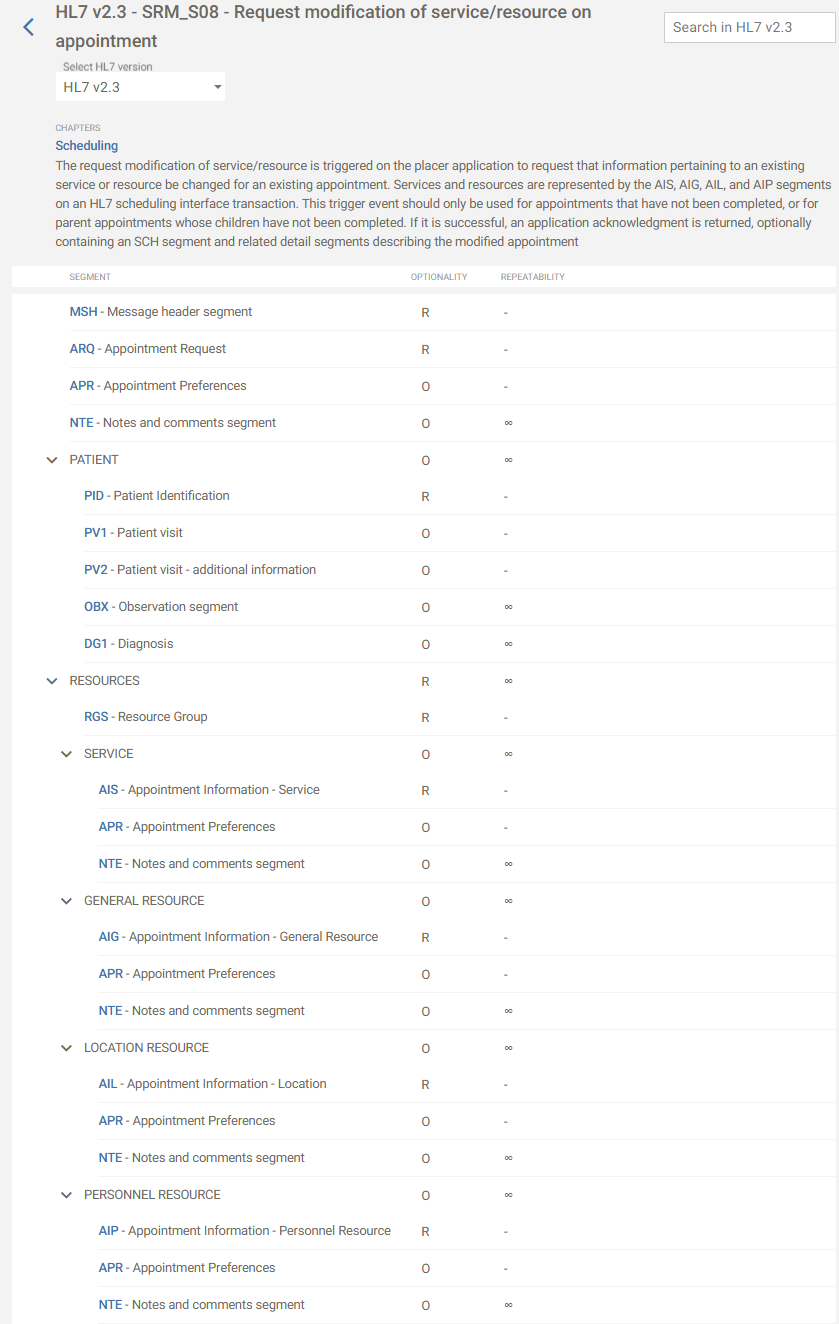 HL7 v2.3 - SRM_S08 - Request modification of service/resource on
appointment
Search in HL7 v2.3
Select HL7 version
HL7 v2.3
CHAPTERS
Scheduling
The request modification of service/resource is triggered on the placer application to request that information pertaining to an existing
service or resource be changed for an existing appointment. Services and resources are represented by the AIS, AIG, AIL, and AIP segments
on an HL7 scheduling interface transaction. This trigger event should only be used for appointments that have not been completed, or for
parent appointments whose children have not been completed. If it is successful, an application acknowledgment is returned, optionally
containing an SCH segment and related detail segments describing the modified appointment
SEGMENT OPTIONALITY REPEATABILITY
MSH - Message header segment R -
ARQ - Appointment Request R -
APR - Appointment Preferences O -
NTE - Notes and comments segment O ∞
PATIENT O ∞
PID - Patient Identification R -
PV1 - Patient visit O -
PV2 - Patient visit - additional information O -
OBX - Observation segment O ∞
DG1 - Diagnosis O ∞
RESOURCES R ∞
RGS - Resource Group R -
SERVICE O ∞
AIS - Appointment Information - Service R -
APR - Appointment Preferences O -
NTE - Notes and comments segment O ∞
GENERAL RESOURCE O ∞
AIG - Appointment Information - General Resource R -
APR - Appointment Preferences O -
NTE - Notes and comments segment O ∞
LOCATION RESOURCE O ∞
AIL - Appointment Information - Location R -
APR - Appointment Preferences O -
NTE - Notes and comments segment O ∞
PERSONNEL RESOURCE O ∞
AIP - Appointment Information - Personnel Resource R -
APR - Appointment Preferences O -
NTE - Notes and comments segment O ∞